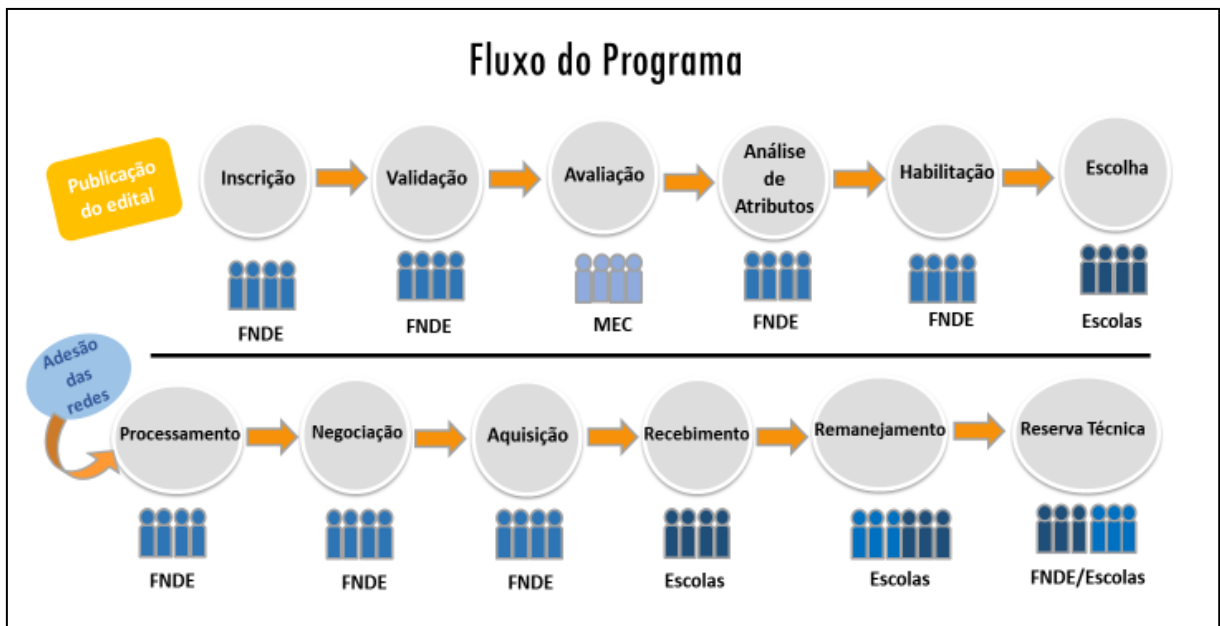 Fluxo do Programa
Publicação
do edital
Inscrição
Validação
Avaliação
Análise
de
Atributos
Habilitação
Escolha
FNDE
FNDE
MEC
FNDE
FNDE
Escolas
Adesão
das
redes
Processamento
Negociação
Aquisição
Recebimento
Remanejamento
Reserva Técnica
FNDE
FNDE
FNDE
Escolas
Escolas
FNDE/Escolas